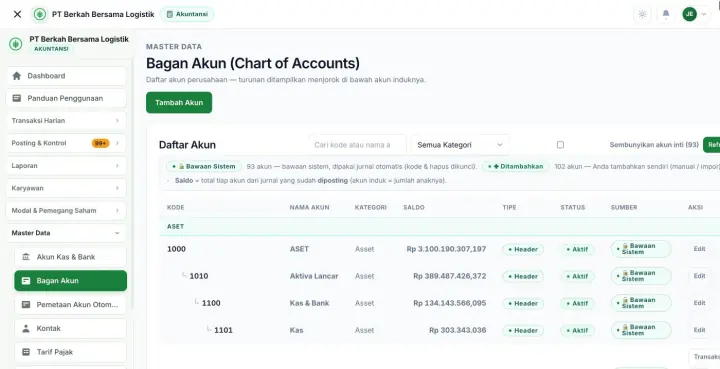 PT Berkah Bersama Logistik
Akuntansi
JE
PT Berkah Bersama Logistik
AKUNTANSI
Dashboard
Panduan Penggunaan
Transaksi Harian
Posting & Kontrol 99+
Laporan
Karyawan
Modal & Pemegang Saham
Master Data
Akun Kas & Bank
Bagan Akun
Pemetaan Akun Otom...
Kontak
Tarif Pajak
MASTER DATA
Bagan Akun (Chart of Accounts)
Daftar akun perusahaan — turunan ditampilkan menjorok di bawah akun induknya.
Tambah Akun
Daftar Akun
Cari kode atau nama a
Semua Kategori
Sembunyikan akun inti (93)
Bawaan Sistem 93 akun — bawaan sistem, dipakai jurnal otomatis (kode & hapus dikunci). Ditambahkan 102 akun — Anda tambahkan sendiri (manual / impor)
Saldo = total tiap akun dari jurnal yang sudah diposting (akun induk = jumlah anaknya).
KODE NAMA AKUN KATEGORI SALDO TIPE STATUS SUMBER AKSI
ASET
1000 ASET Asset Rp 3.100.190.307,197 Header Aktif Bawaan Sistem Edit
1010 Aktiva Lancar Asset Rp 389.487.426,372 Header Aktif Bawaan Sistem Edit
1100 Kas & Bank Asset Rp 134.143.566,095 Header Aktif Bawaan Sistem Edit
1101 Kas Asset Rp 303.343.036 Header Aktif Bawaan Sistem Edit